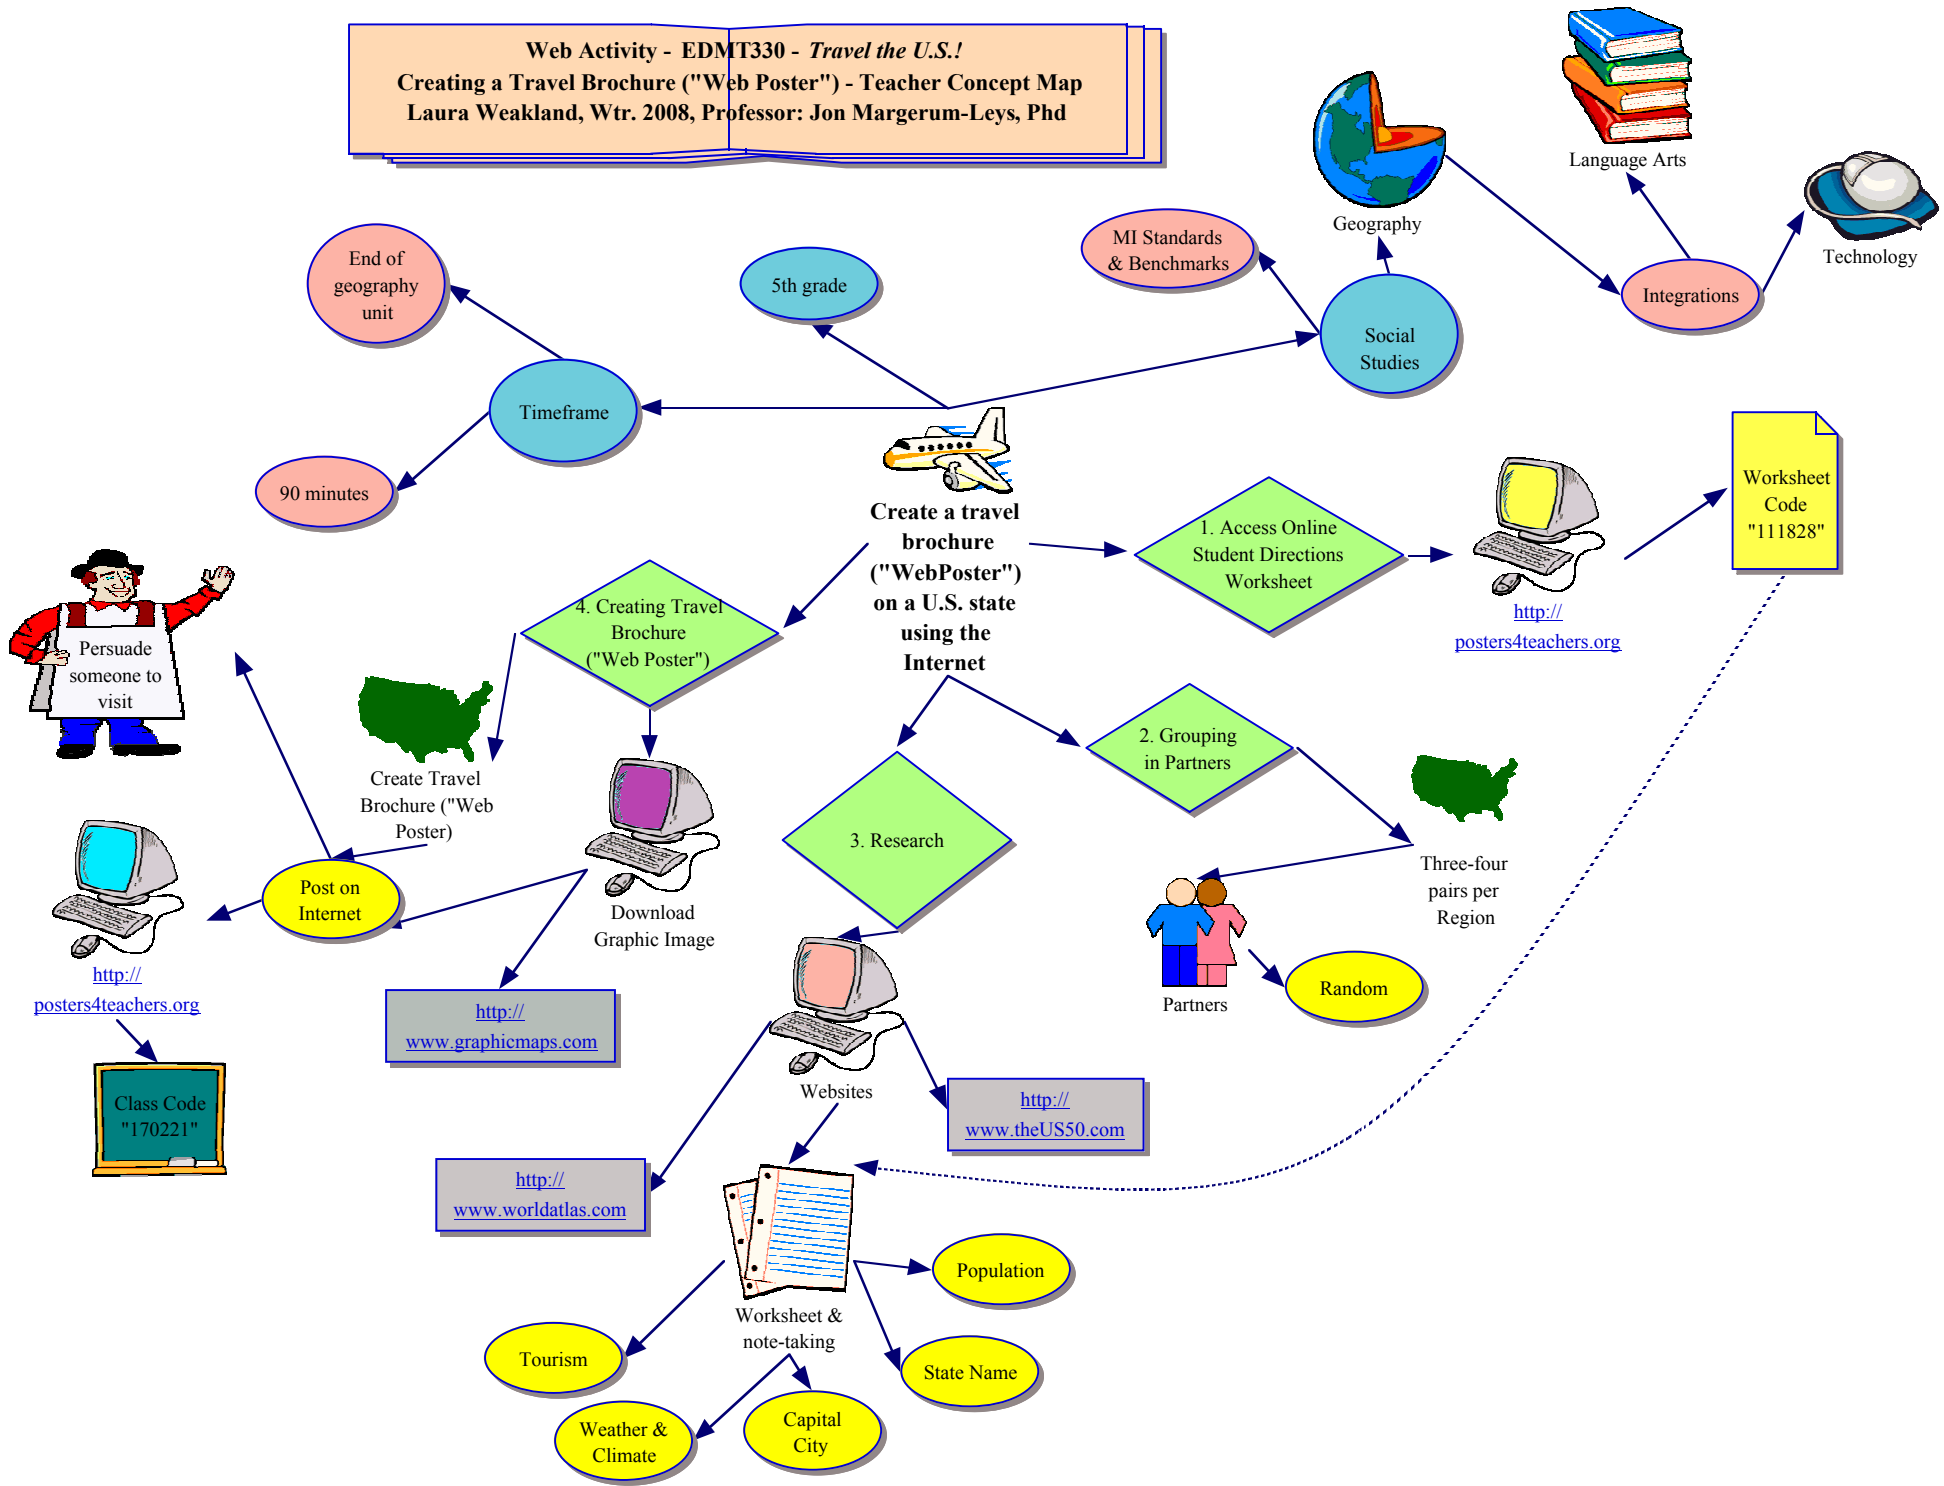 Web Activity - EDMT330 - Travel the U.S.!
Creating a Travel Brochure ("Web Poster") - Teacher Concept Map
Laura Weakland, Wtr. 2008, Professor: Jon Margerum-Leys, Phd
Language Arts
Technology
Geography
Integrations
MI Standards
& Benchmarks
Social
Studies
5th grade
End of
geography
unit
Timeframe
90 minutes
Create a travel
brochure
("WebPoster")
on a U.S. state
using the
Internet
1. Access Online
Student Directions
Worksheet
http://
posters4teachers.org
Worksheet
Code
"111828"
2. Grouping
in Partners
Three-four
pairs per
Region
Partners
Random
3. Research
Websites
http://
www.theUS50.com
http://
www.worldatlas.com
Worksheet &
note-taking
Population
State Name
Capital
City
Weather &
Climate
Tourism
4. Creating Travel
Brochure
("Web Poster")
Create Travel
Brochure ("Web
Poster)
Download
Graphic Image
http://
www.graphicmaps.com
Post on
Internet
Persuade
someone to
visit
http://
posters4teachers.org
Class Code
"170221"